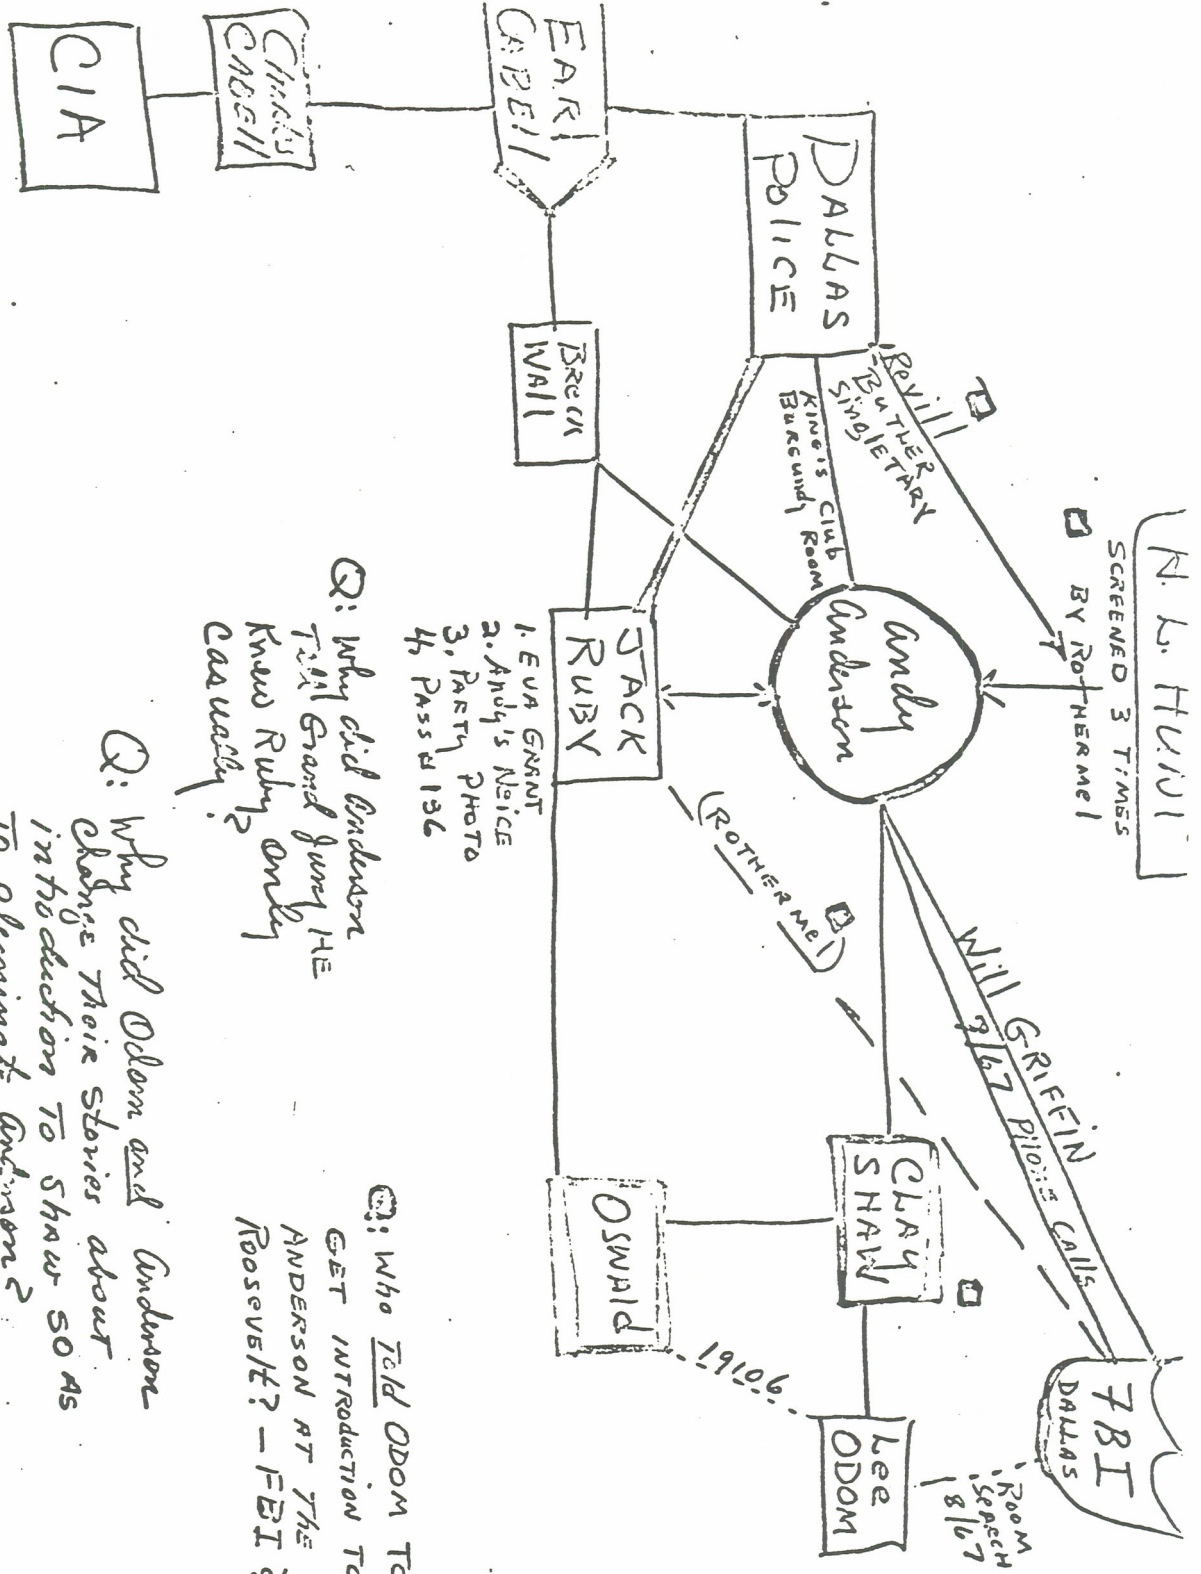 H. L. HUNT
SCREENED 3 TIMES
BY ROTHERMEL
DALLAS
POLICE
Revill
BUTLER
SINGLETARY
KING'S CLUB
BURGUNDY ROOM
Andy
Anderson
Will GRIFFIN
8/67 PHONE CALLS
7BI
DALLAS
ROOM
SEARCH
8/67
EARL
CABELL
CHARLES
CABELL
CIA
BRECK
WALL
JACK
RUBY
(ROTHERMEL)
CLAY
SHAW
Lee
ODOM
OSWALD
19106
1. EVA GRANT
2. ANDY'S NEICE
3. PARTY PHOTO
4. PASS # 136
Q: Why did Anderson
Tell Grand Jury HE
Knew Ruby only
Casually?
Q: Who Told ODOM TO
GET INTRODUCTION TO
ANDERSON AT THE
ROOSEVELT? - FBI
Q: Why did Odom and Anderson
change THEIR stories about
introduction TO SHAW SO AS
To eliminate Anderson?